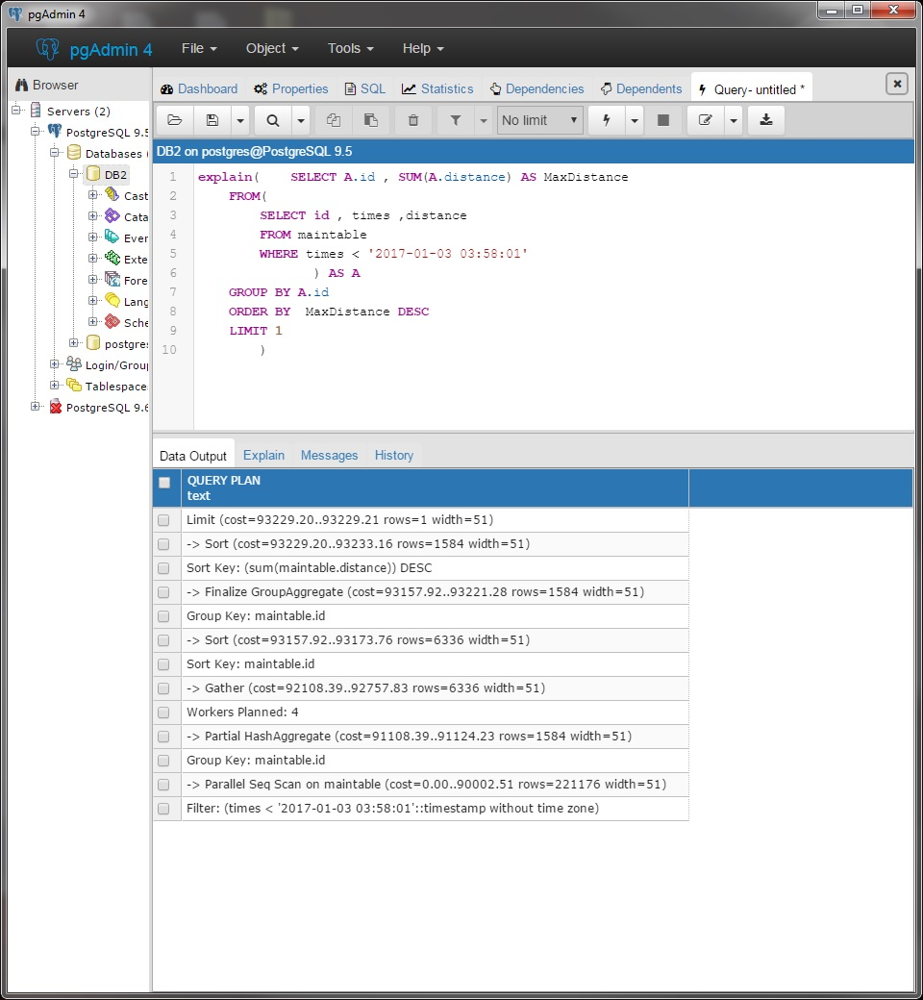 pgAdmin 4
pgAdmin 4 File Object Tools Help
Browser
Dashboard Properties SQL Statistics Dependencies Dependents Query- untitled *
Servers (2)
PostgreSQL 9.5
Databases (
DB2
Cast
Cata
Ever
Exte
Fore
Lang
Sche
postgres
Login/Group
Tablespace
PostgreSQL 9.6
No limit
DB2 on postgres@PostgreSQL 9.5
1 explain( SELECT A.id , SUM(A.distance) AS MaxDistance
2 FROM(
3 SELECT id , times ,distance
4 FROM maintable
5 WHERE times < '2017-01-03 03:58:01'
6 ) AS A
7 GROUP BY A.id
8 ORDER BY MaxDistance DESC
9 LIMIT 1
10 )
Data Output Explain Messages History
QUERY PLAN
text
Limit (cost=93229.20..93229.21 rows=1 width=51)
-> Sort (cost=93229.20..93233.16 rows=1584 width=51)
Sort Key: (sum(maintable.distance)) DESC
-> Finalize GroupAggregate (cost=93157.92..93221.28 rows=1584 width=51)
Group Key: maintable.id
-> Sort (cost=93157.92..93173.76 rows=6336 width=51)
Sort Key: maintable.id
-> Gather (cost=92108.39..92757.83 rows=6336 width=51)
Workers Planned: 4
-> Partial HashAggregate (cost=91108.39..91124.23 rows=1584 width=51)
Group Key: maintable.id
-> Parallel Seq Scan on maintable (cost=0.00..90002.51 rows=221176 width=51)
Filter: (times < '2017-01-03 03:58:01'::timestamp without time zone)